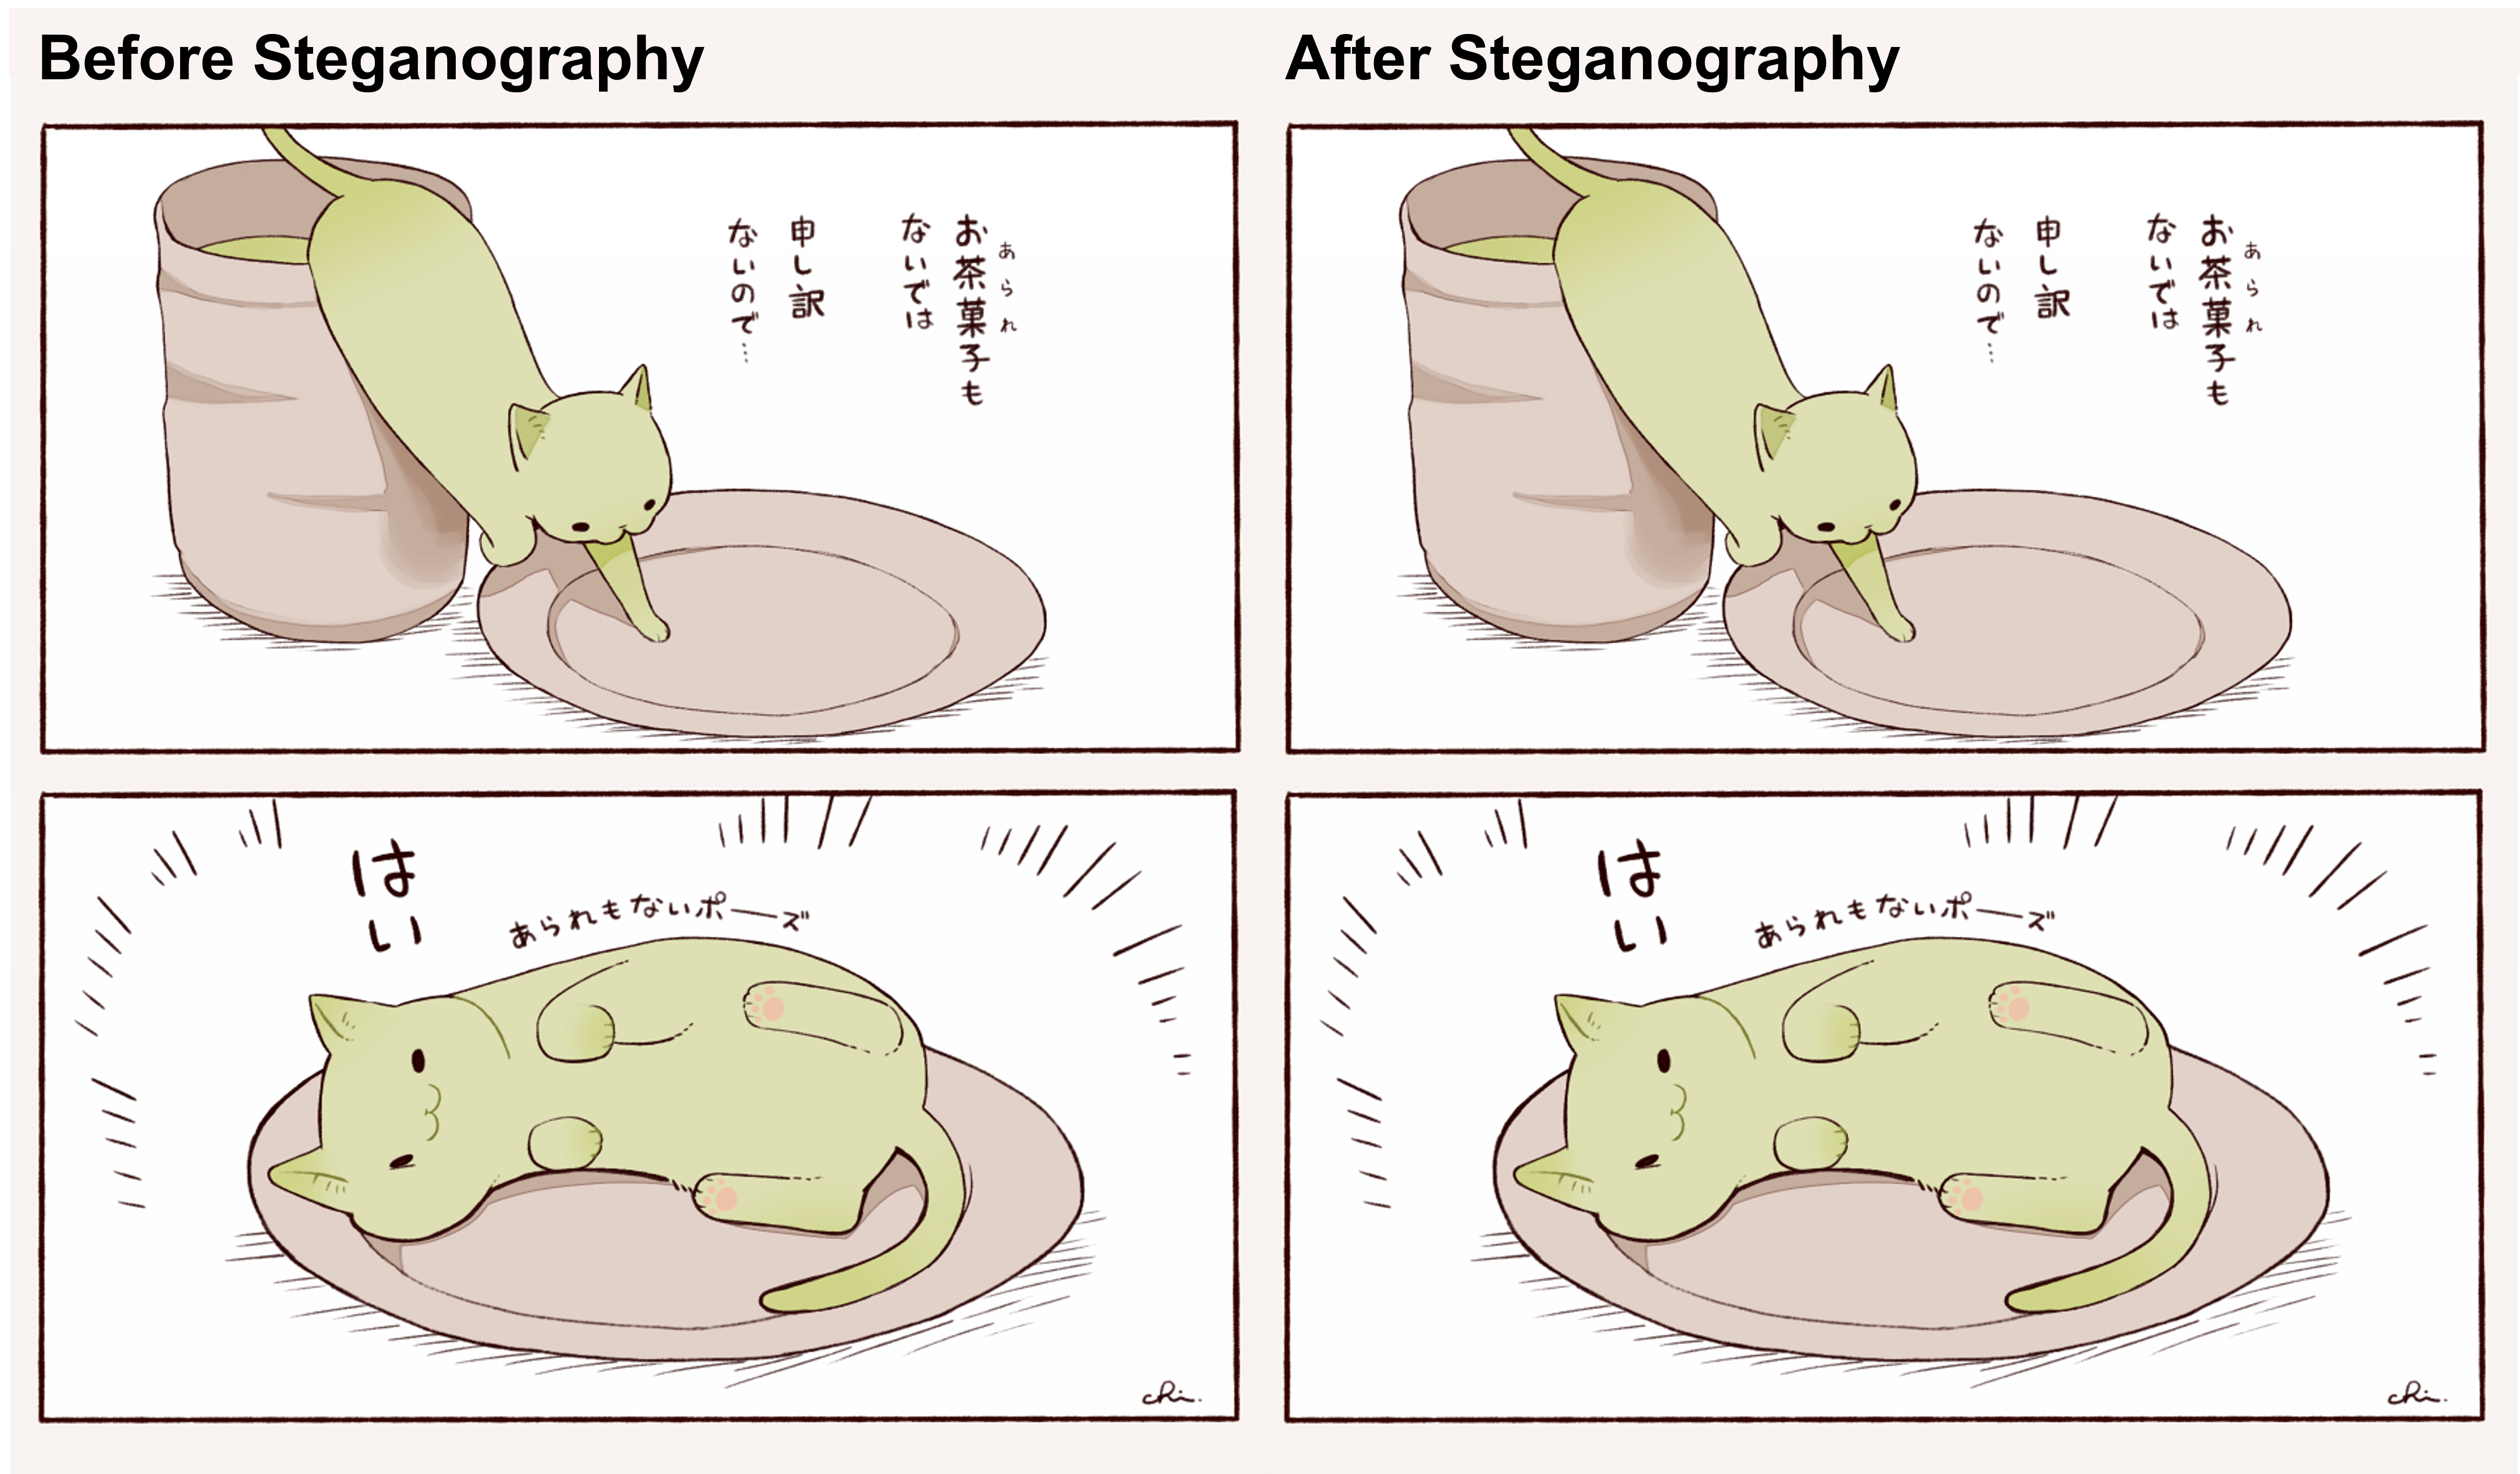 Before Steganography
お茶菓子も
あられ
ないでは
申し訳
ないので…
はい
あられもないポーズ
chi.
After Steganography
お茶菓子も
あられ
ないでは
申し訳
ないので…
はい
あられもないポーズ
chi.